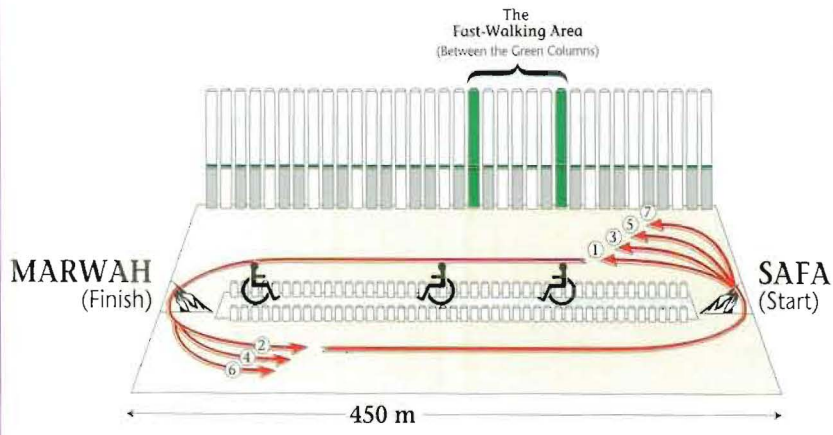 The
Fast-Walking Area
(Between the Green Columns)
7
5
3
1
MARWAH
(Finish)
SAFA
(Start)
2
4
6
450 m